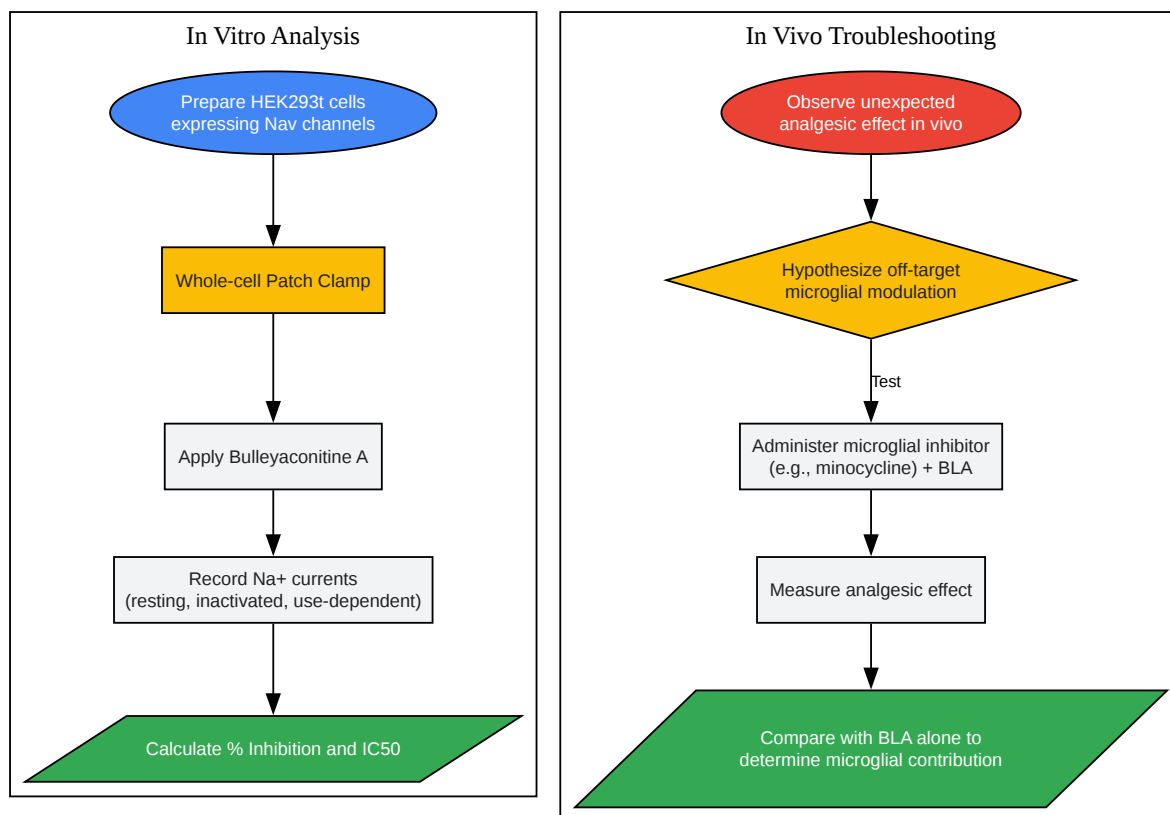 In Vitro Analysis
Prepare HEK293t cells
expressing Nav channels
Whole-cell Patch Clamp
Apply Bulleyaconitine A
Record Na+ currents
(resting, inactivated, use-dependent)
Calculate % Inhibition and IC50
In Vivo Troubleshooting
Observe unexpected
analgesic effect in vivo
Hypothesize off-target
microglial modulation
Test
Administer microglial inhibitor
(e.g., minocycline) + BLA
Measure analgesic effect
Compare with BLA alone to
determine microglial contribution